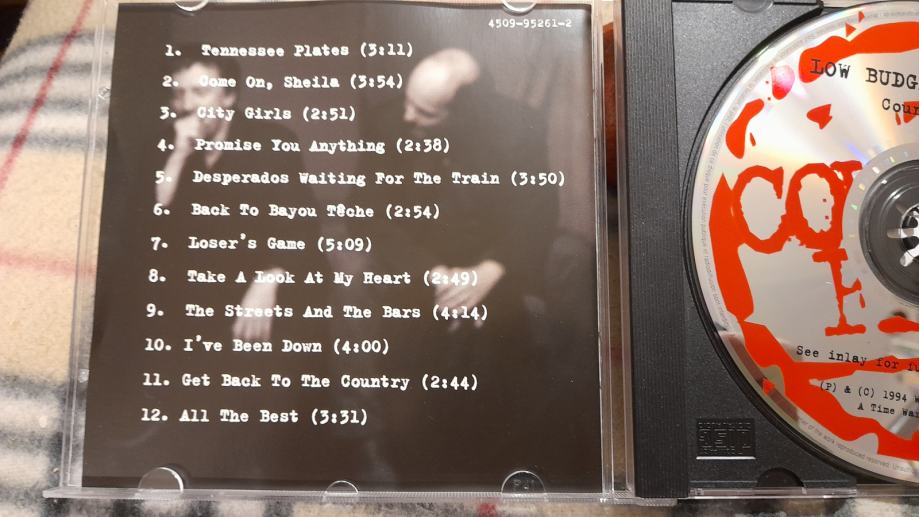 4509-95261-2
1. Tennessee Plates (3:11)
2. Come On, Sheila (3:54)
3. City Girls (2:51)
4. Promise You Anything (2:38)
5. Desperados Waiting For The Train (3:50)
6. Back To Bayou T@che (2:54)
7. Loser's Game (5:09)
8. Take A Look At My Heart (2:49)
9. The Streets And The Bars (4:14)
10. I've Been Down (4:00)
11. Get Back To The Country (2:44)
12. All The Best (3:31)
LOW BUDG
Coun
See inlay for fu
(P) & (C) 1994 W
A Time War